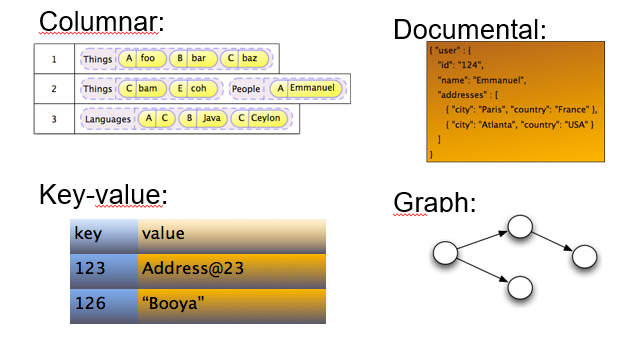 Columnar:
1 Things A foo B bar C baz
2 Things C bam E coh People A Emmanuel
3 Languages A C B Java C Ceylon
Documental:
{ "user" : {
"id": "124",
"name": "Emmanuel",
"addresses" : [
{ "city": "Paris", "country": "France" },
{ "city": "Atlanta", "country": "USA" }
]
}
Key-value:
key value
123 Address@23
126 “Booya”
Graph: